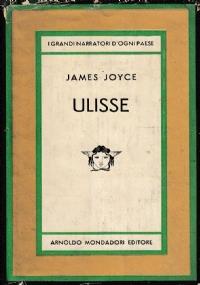 I GRANDI NARRATORI D'OGNI PAESE
JAMES JOYCE
ULISSE
ARNOLDO MONDADORI EDITORE